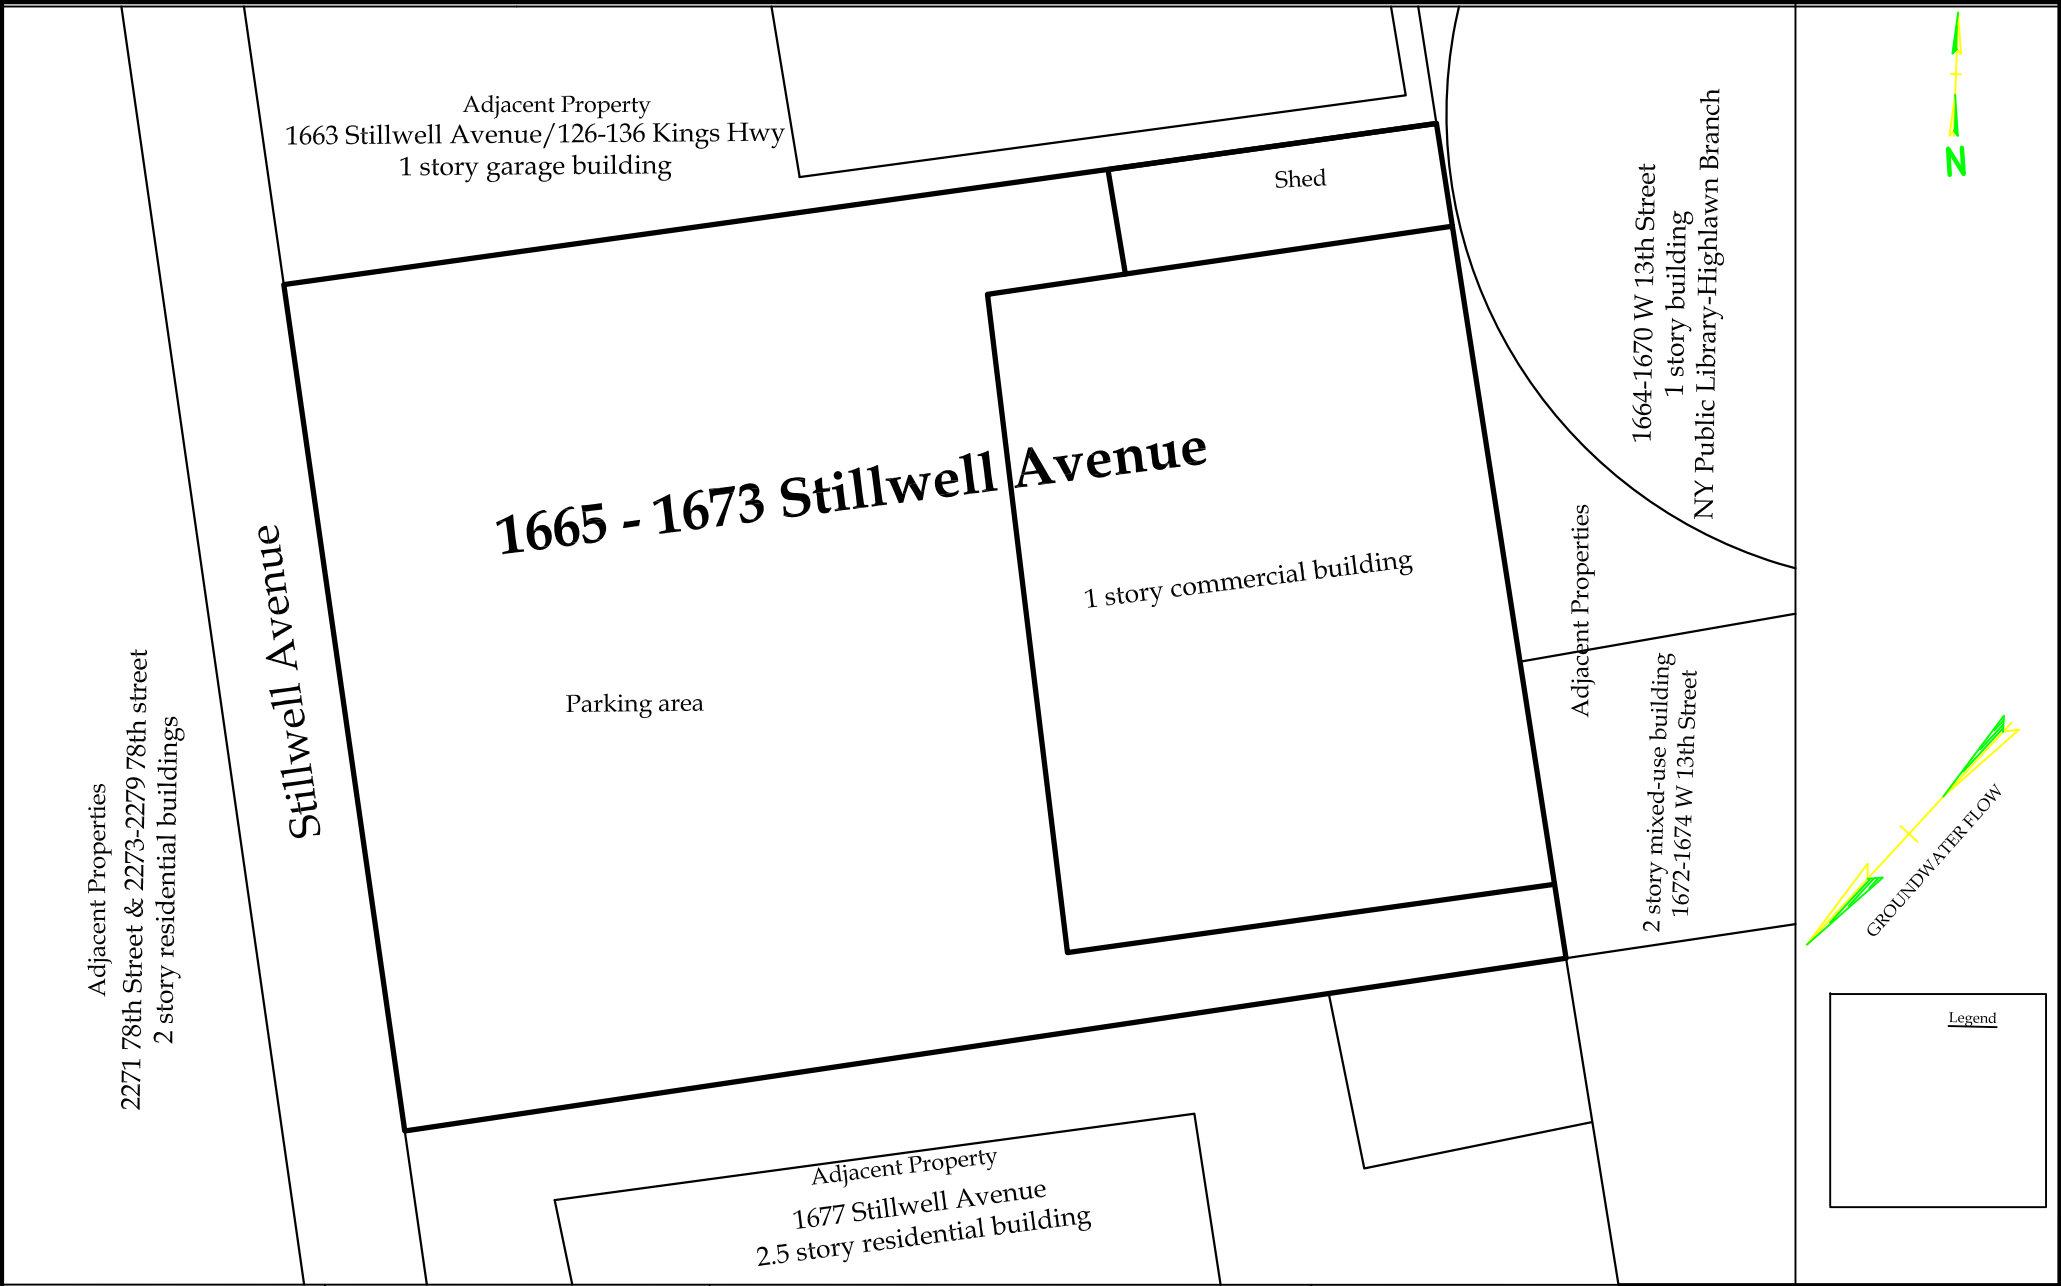 Adjacent Property
1663 Stillwell Avenue/126-136 Kings Hwy
1 story garage building
Shed
1664-1670 W 13th Street
1 story building
NY Public Library-Highlawn Branch
N
1665 - 1673 Stillwell Avenue
1 story commercial building
Parking area
Stillwell Avenue
Adjacent Properties
2271 78th Street & 2273-2279 78th street
2 story residential buildings
Adjacent Properties
2 story mixed-use building
1672-1674 W 13th Street
GROUNDWATER FLOW
Legend
Adjacent Property
1677 Stillwell Avenue
2.5 story residential building